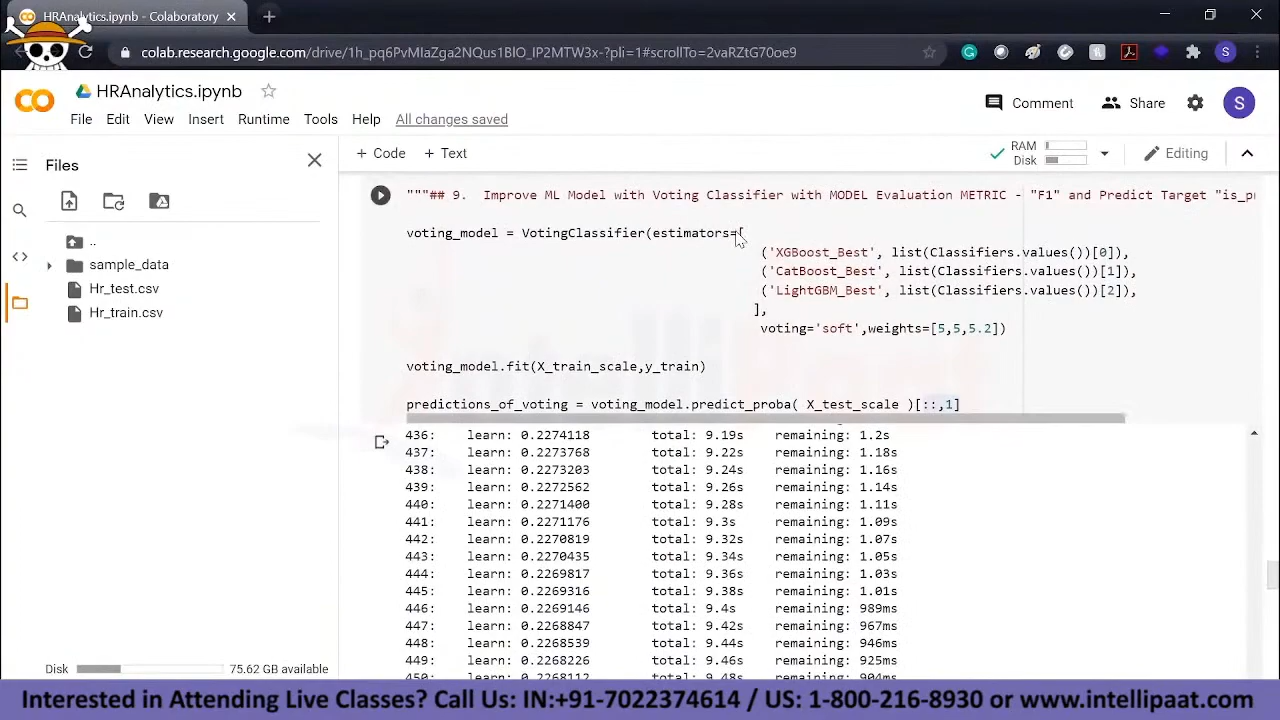 HRAnalytics.ipynb - Colaboratory
colab.research.google.com/drive/
HRAnalytics.ipynb
File Edit View Insert Runtime Tools Help All changes saved
Comment Share S
Files
+ Code + Text
RAM
Disk
Editing
..
sample_data
Hr_test.csv
Hr_train.csv
"""## 9. Improve ML Model with Voting Classifier with MODEL Evaluation METRIC - "F1" and Predict Target
voting_model = VotingClassifier(estimators=[
('XGBoost_Best', list(Classifiers.values())[0]),
('CatBoost_Best', list(Classifiers.values())[1]),
('LightGBM_Best', list(Classifiers.values())[2]),
],
voting='soft',weights=[5,5,5.2])
voting_model.fit(X_train_scale,y_train)
predictions_of_voting = voting_model.predict_proba( X_test_scale )[::,1]
436: learn: 0.2274118 total: 9.19s remaining: 1.2s
437: learn: 0.2273768 total: 9.22s remaining: 1.18s
438: learn: 0.2273203 total: 9.24s remaining: 1.16s
439: learn: 0.2272562 total: 9.26s remaining: 1.14s
440: learn: 0.2271400 total: 9.28s remaining: 1.11s
441: learn: 0.2271176 total: 9.3s remaining: 1.09s
442: learn: 0.2270819 total: 9.32s remaining: 1.07s
443: learn: 0.2270435 total: 9.34s remaining: 1.05s
444: learn: 0.2269817 total: 9.36s remaining: 1.03s
445: learn: 0.2269316 total: 9.38s remaining: 1.01s
446: learn: 0.2269146 total: 9.4s remaining: 989ms
447: learn: 0.2268847 total: 9.42s remaining: 967ms
448: learn: 0.2268539 total: 9.44s remaining: 946ms
449: learn: 0.2268226 total: 9.46s remaining: 925ms
Disk 75.62 GB available
Interested in Attending Live Classes? Call Us: IN:+91-7022374614 / US: 1-800-216-8930 or www.intellipaat.com